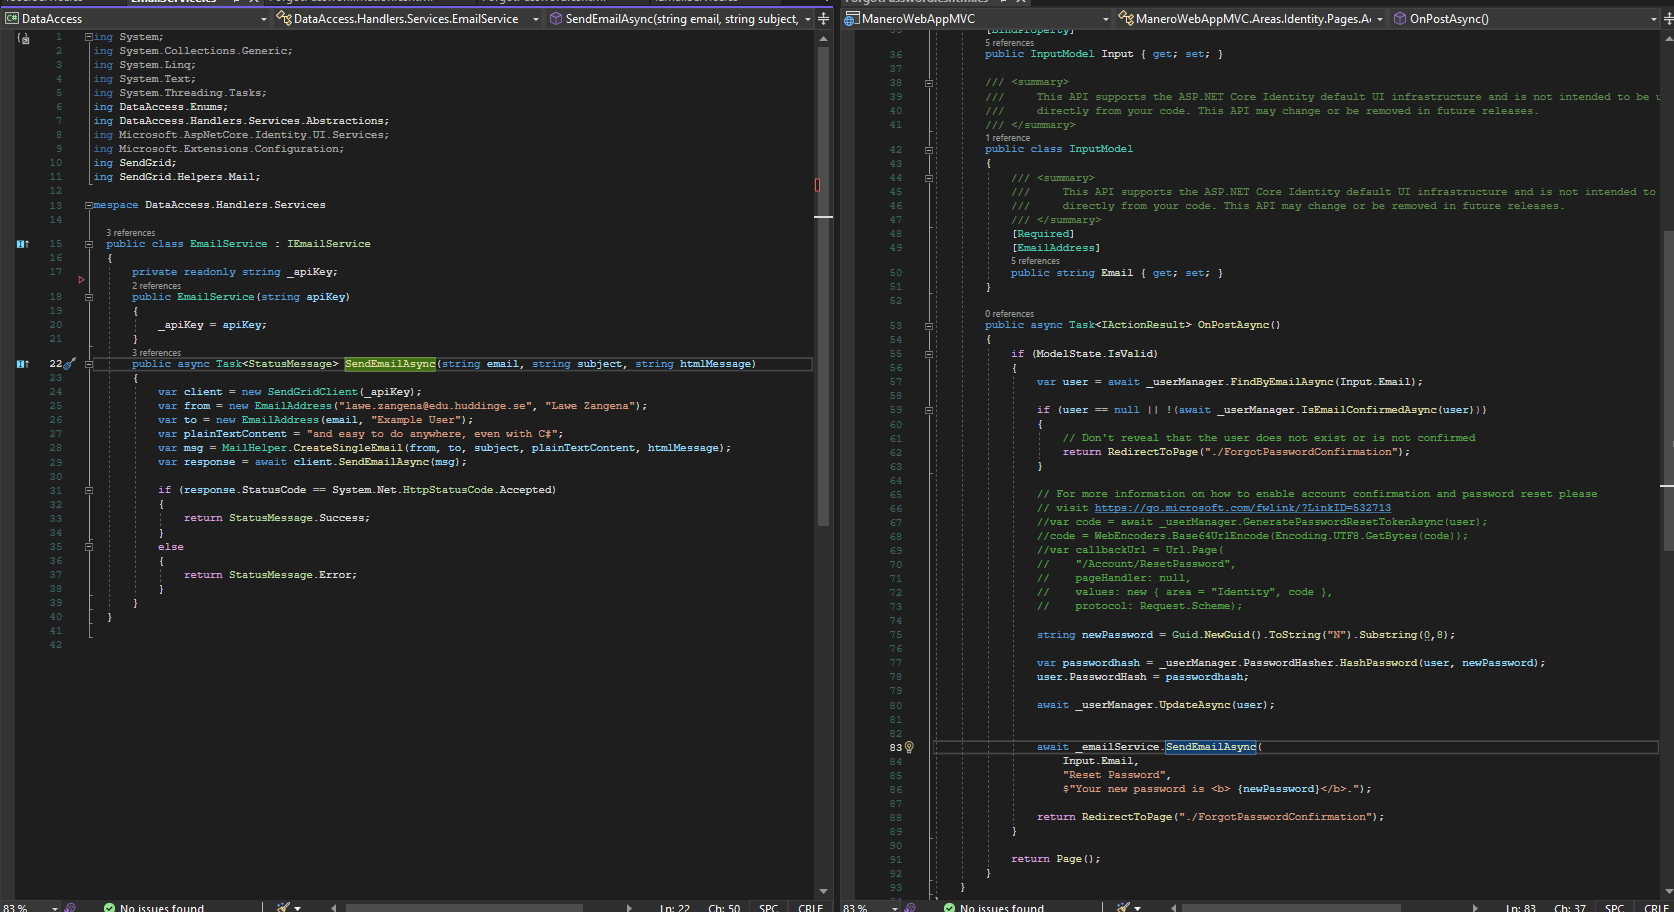 DataAccess
DataAccess.Handlers.Services.EmailService
SendEmailAsync(string email, string subject,
1 ing System;
2 ing System.Collections.Generic;
3 ing System.Linq;
4 ing System.Text;
5 ing System.Threading.Tasks;
6 ing DataAccess.Enums;
7 ing DataAccess.Handlers.Services.Abstractions;
8 ing Microsoft.AspNetCore.Identity.UI.Services;
9 ing Microsoft.Extensions.Configuration;
10 ing SendGrid;
11 ing SendGrid.Helpers.Mail;
12
13 mespace DataAccess.Handlers.Services
14
3 references
15 public class EmailService : IEmailService
16 {
17 private readonly string _apiKey;
2 references
18 public EmailService(string apiKey)
19 {
20 _apiKey = apiKey;
21 }
3 references
22 public async Task<StatusMessage> SendEmailAsync(string email, string subject, string htmlMessage)
23 {
24 var client = new SendGridClient(_apiKey);
25 var from = new EmailAddress("lawe.zangena@edu.huddinge.se", "Lawe Zangena");
26 var to = new EmailAddress(email, "Example User");
27 var plainTextContent = "and easy to do anywhere, even with C#";
28 var msg = MailHelper.CreateSingleEmail(from, to, subject, plainTextContent, htmlMessage);
29 var response = await client.SendEmailAsync(msg);
30
31 if (response.StatusCode == System.Net.HttpStatusCode.Accepted)
32 {
33 return StatusMessage.Success;
34 }
35 else
36 {
37 return StatusMessage.Error;
38 }
39 }
40 }
41
42
83 %
No issues found
Ln: 22 Ch: 50 SPC CRLF
ManeroWebAppMVC
ManeroWebAppMVC.Areas.Identity.Pages.A
OnPostAsync()
35 [BindProperty]
5 references
36 public InputModel Input { get; set; }
37
38 /// <summary>
39 /// This API supports the ASP.NET Core Identity default UI infrastructure and is not intended to be u
40 /// directly from your code. This API may change or be removed in future releases.
41 /// </summary>
1 reference
42 public class InputModel
43 {
44 /// <summary>
45 /// This API supports the ASP.NET Core Identity default UI infrastructure and is not intended to
46 /// directly from your code. This API may change or be removed in future releases.
47 /// </summary>
48 [Required]
49 [EmailAddress]
5 references
50 public string Email { get; set; }
51 }
52
0 references
53 public async Task<IActionResult> OnPostAsync()
54 {
55 if (ModelState.IsValid)
56 {
57 var user = await _userManager.FindByEmailAsync(Input.Email);
58
59 if (user == null || !(await _userManager.IsEmailConfirmedAsync(user)))
60 {
61 // Don't reveal that the user does not exist or is not confirmed
62 return RedirectToPage("./ForgotPasswordConfirmation");
63 }
64
65 // For more information on how to enable account confirmation and password reset please
66 // visit https://go.microsoft.com/fwlink/?LinkID=532713
67 //var code = await _userManager.GeneratePasswordResetTokenAsync(user);
68 //code = WebEncoders.Base64UrlEncode(Encoding.UTF8.GetBytes(code));
69 //var callbackUrl = Url.Page(
70 // "/Account/ResetPassword",
71 // pageHandler: null,
72 // values: new { area = "Identity", code },
73 // protocol: Request.Scheme);
74
75 string newPassword = Guid.NewGuid().ToString("N").Substring(0,8);
76
77 var passwordhash = _userManager.PasswordHasher.HashPassword(user, newPassword);
78 user.PasswordHash = passwordhash;
79
80 await _userManager.UpdateAsync(user);
81
82
83 await _emailService.SendEmailAsync(
84 Input.Email,
85 "Reset Password",
86 $"Your new password is <b> {newPassword}</b>.");
87
88 return RedirectToPage("./ForgotPasswordConfirmation");
89 }
90
91 return Page();
92 }
93 }
83 %
No issues found
Ln: 83 Ch: 37 SPC CRLF